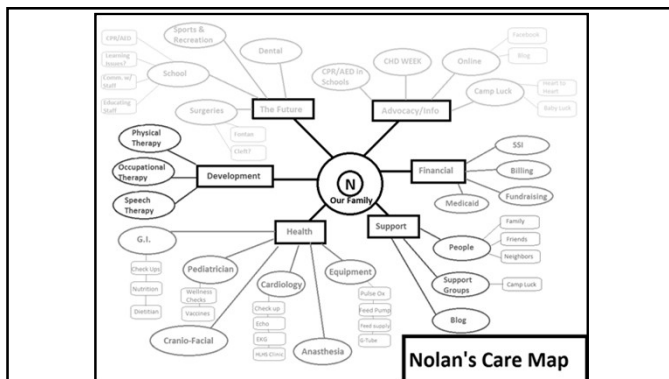 CPR/AED
Learning
Issues?
Comm. w/
Staff
Educating
Staff
School
Sports &
Recreation
Dental
Surgeries
Fontan
Cleft?
The Future
CPR/AED In
Schools
CHD WEEK
Online
Facebook
Blog
Camp Luck
Heart to
Heart
Baby Luck
Advocacy/Info
Physical
Therapy
Occupational
Therapy
Speech
Therapy
Development
N
Our Family
Financial
SSI
Billing
Fundraising
Medicaid
Health
G.I.
Check Ups
Nutrition
Dietitian
Pediatrician
Wellness
Checks
Vaccines
Cranio-Facial
Cardiology
Check up
Echo
EKG
HLHS Clinic
Anasthesia
Equipment
Pulse Ox
Feed Pump
Feed supply
G-Tube
Support
People
Family
Friends
Neighbors
Support
Groups
Camp Luck
Blog
Nolan's Care Map